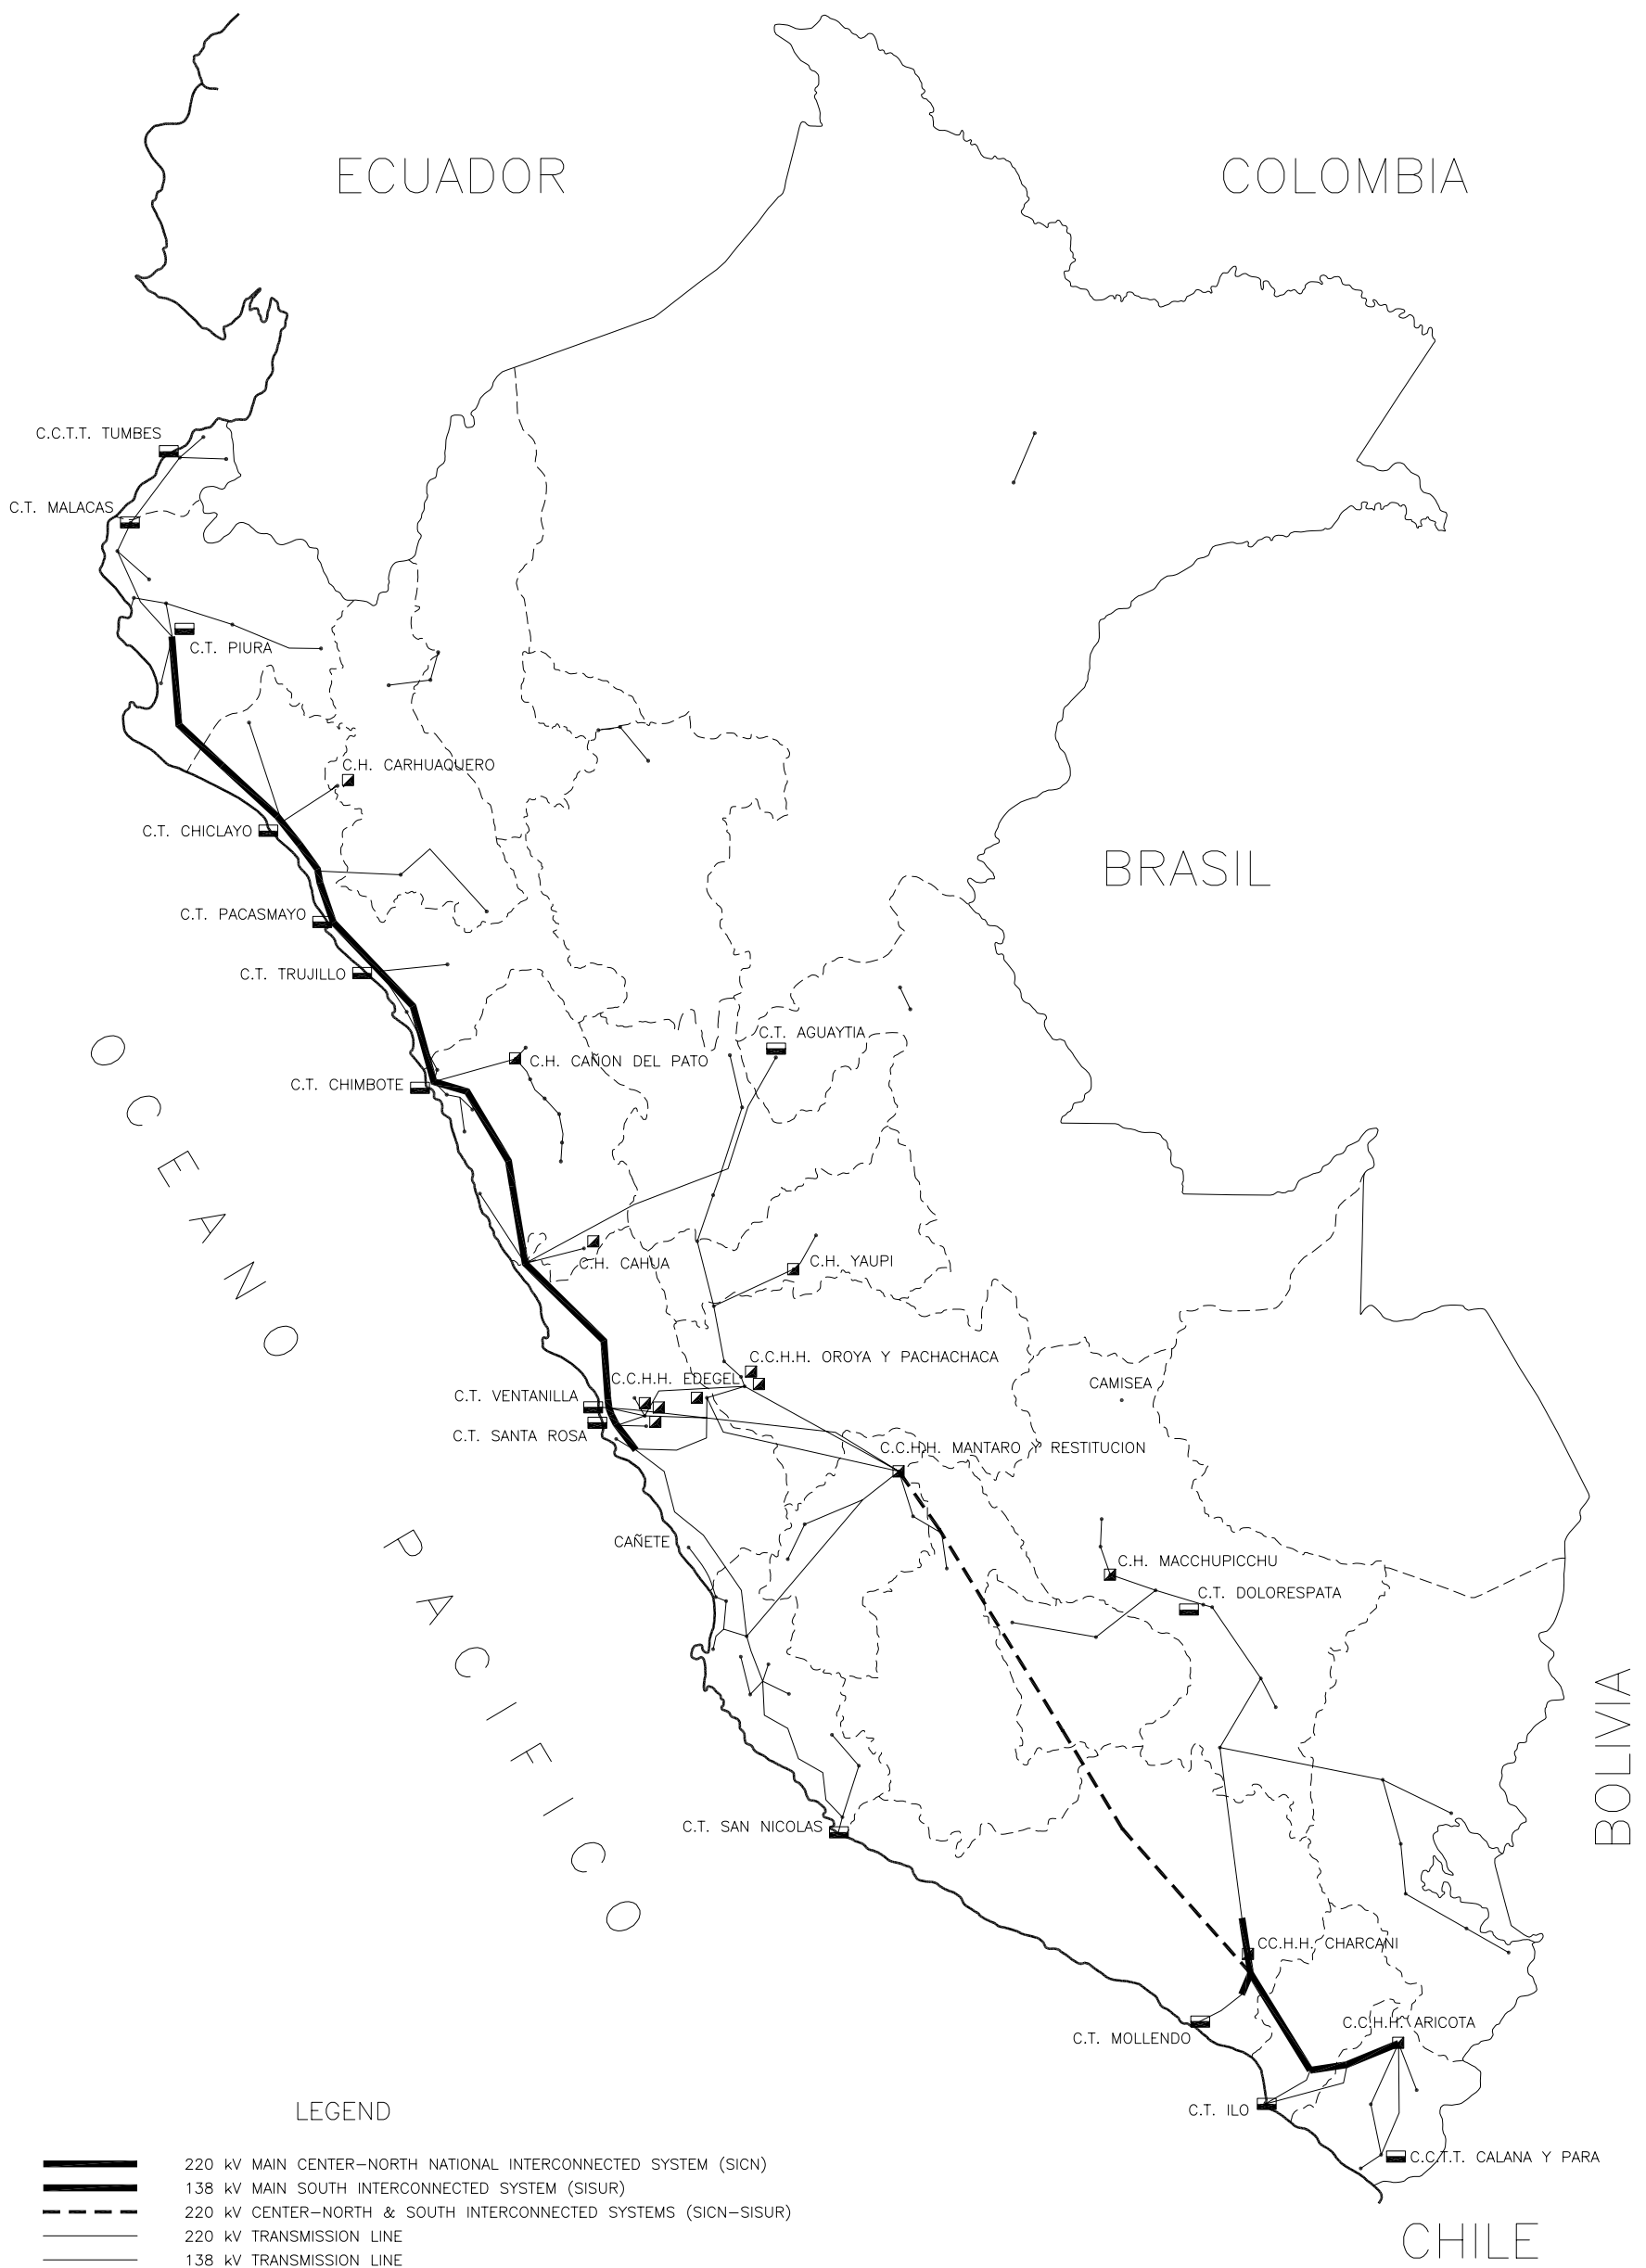 ECUADOR
COLOMBIA
C.C.T.T. TUMBES
C.T. MALACAS
C.T. PIURA
C.H. CARHUAQUERO
C.T. CHICLAYO
BRASIL
C.T. PACASMAYO
C.T. TRUJILLO
C.T. AGUAYTIA
C.H. CAÑON DEL PATO
C.T. CHIMBOTE
OCEANO PACIFICO
C.H. CAHUA
C.H. YAUPI
C.C.H.H. OROYA Y PACHACHACA
C.C.H.H. EDEGEL
CAMISEA
C.T. VENTANILLA
C.T. SANTA ROSA
C.C.H.H. MANTARO Y RESTITUCION
CAÑETE
C.H. MACCHUPICCHU
C.T. DOLORESPATA
BOLIVIA
C.T. SAN NICOLAS
CC.H.H. CHARCANI
C.C.H.H. ARICOTA
C.T. MOLLENDO
C.T. ILO
C.C.T.T. CALANA Y PARA
CHILE
LEGEND
220 kV MAIN CENTER-NORTH NATIONAL INTERCONNECTED SYSTEM (SICN)
138 kV MAIN SOUTH INTERCONNECTED SYSTEM (SISUR)
220 kV CENTER-NORTH & SOUTH INTERCONNECTED SYSTEMS (SICN-SISUR)
220 kV TRANSMISSION LINE
138 kV TRANSMISSION LINE